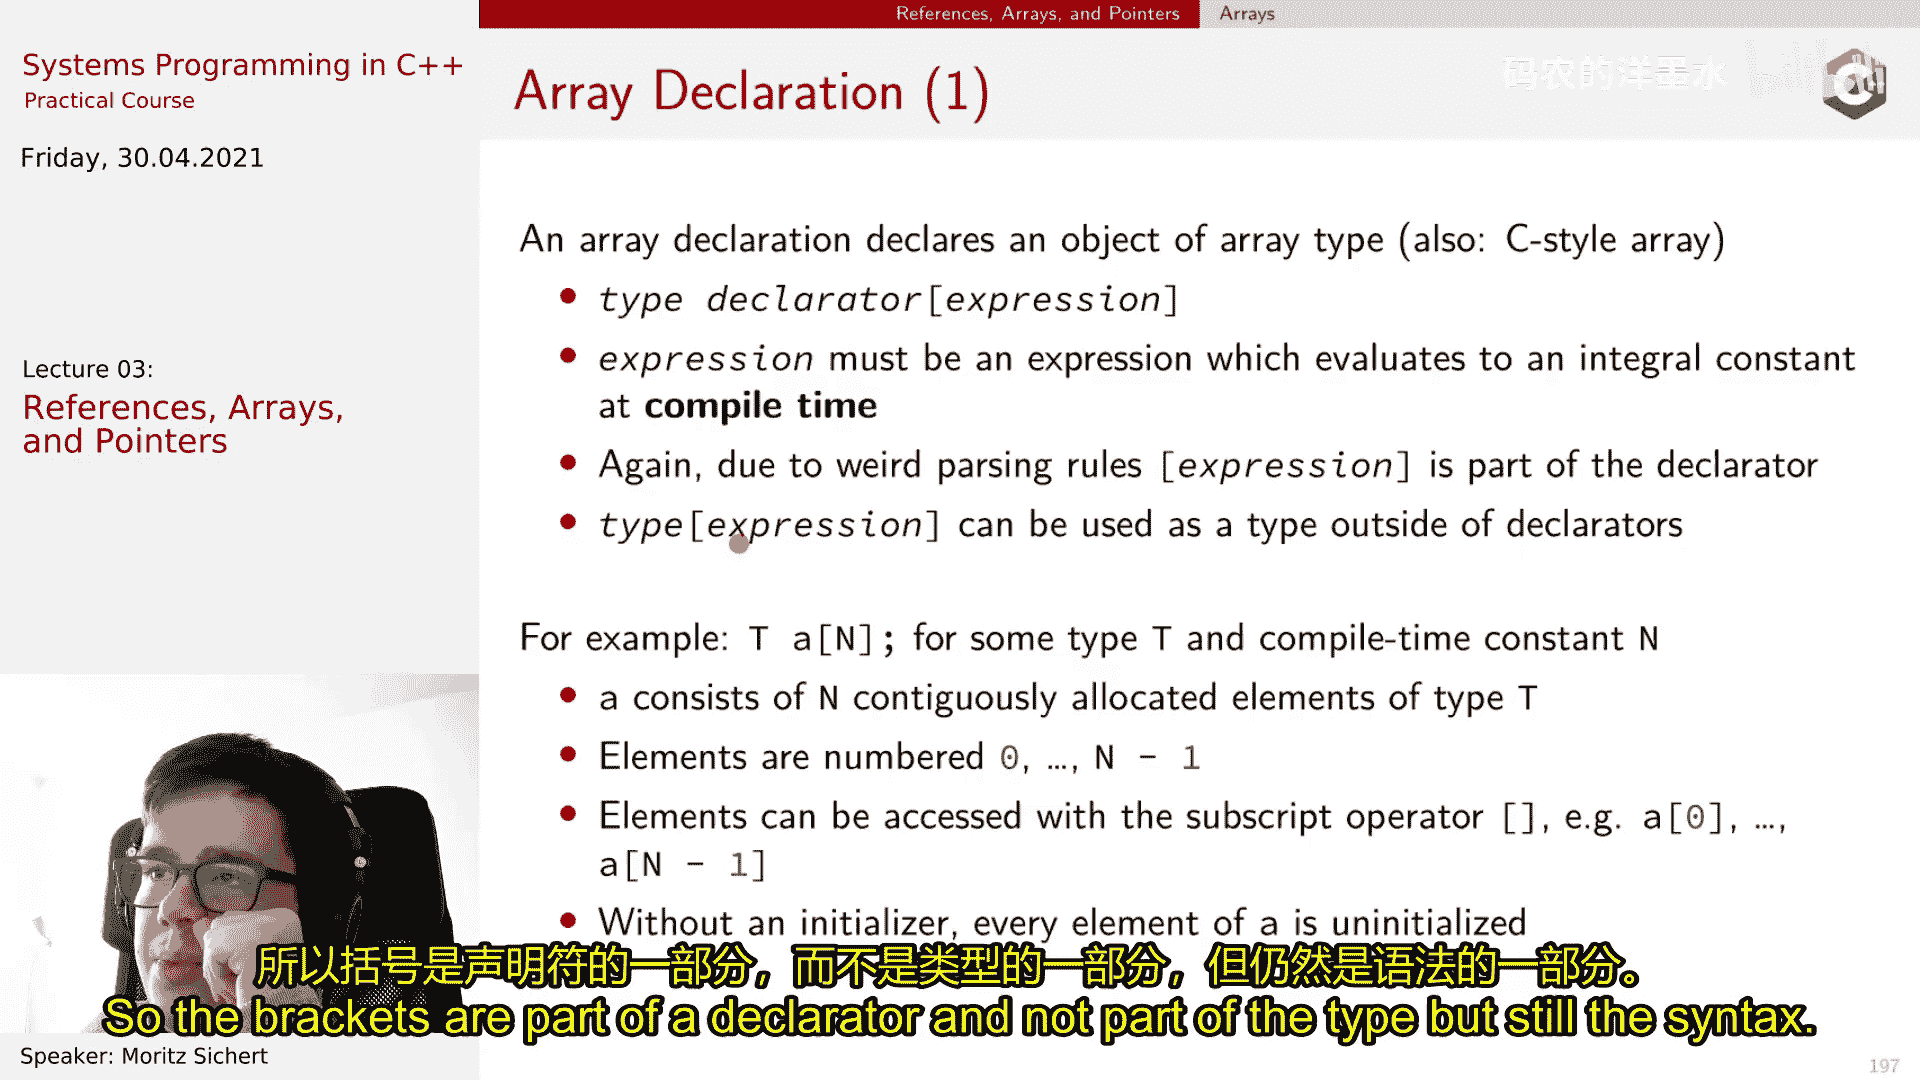 References, Arrays, and Pointers
Arrays
Systems Programming in C++
Practical Course
Friday, 30.04.2021
Array Declaration (1)
码农的洋墨水
An array declaration declares an object of array type (also: C-style array)
• type declarator[expression]
• expression must be an expression which evaluates to an integral constant
at compile time
• Again, due to weird parsing rules [expression] is part of the declarator
• type[expression] can be used as a type outside of declarators
Lecture 03:
References, Arrays,
and Pointers
For example: T a[N]; for some type T and compile-time constant N
• a consists of N contiguously allocated elements of type T
• Elements are numbered 0, …, N - 1
• Elements can be accessed with the subscript operator [], e.g. a[0], …,
a[N - 1]
• Without an initializer, every element of a is uninitialized
所以括号是声明符的一部分，而不是类型的一部分，但仍然是语法的一部分。
So the brackets are part of a declarator and not part of the type but still the syntax.
Speaker: Moritz Sichert
197